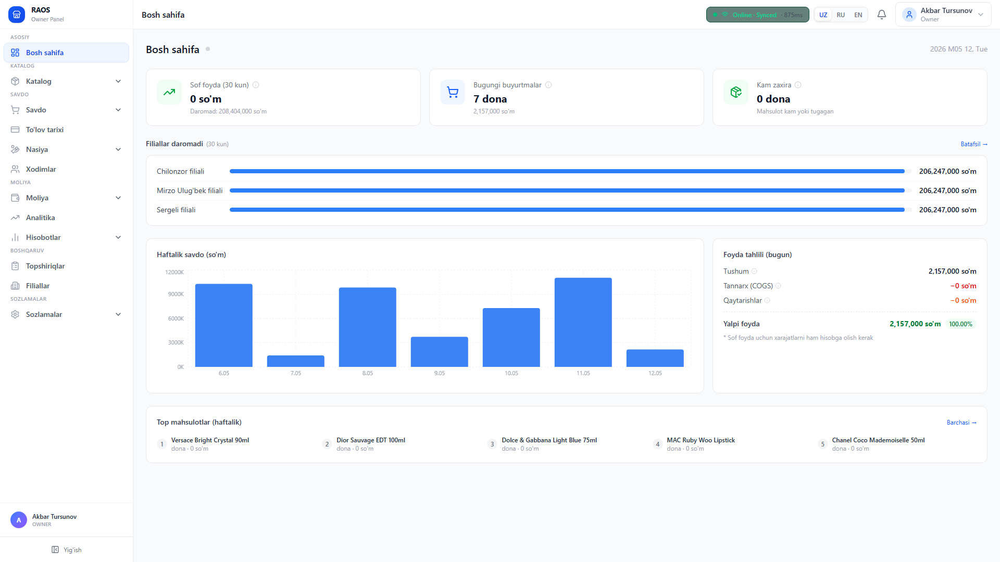 RAOS
Owner Panel
ASOSIY
Bosh sahifa
KATALOG
Katalog
SAVDO
Savdo
To'lov tarixi
Nasiya
Xodimlar
MOLIYA
Moliya
Analitika
Hisobotlar
BOSHQARUV
Topshiriqlar
Filiallar
SOZLAMALAR
Sozlamalar
A
Akbar Tursunov
OWNER
Yig'ish
Bosh sahifa
Online · Synced · 875ms
UZ RU EN
Akbar Tursunov
Owner
Bosh sahifa
2026 M05 12, Tue
Sof foyda (30 kun)
0 so'm
Daromad: 208,404,000 so'm
Bugungi buyurtmalar
7 dona
2,157,000 so'm
Kam zaxira
0 dona
Mahsulot kam yoki tugagan
Filiallar daromadi (30 kun)
Batafsil →
Chilonzor filiali 206,247,000 so'm
Mirzo Ulug'bek filiali 206,247,000 so'm
Sergeli filiali 206,247,000 so'm
Haftalik savdo (so'm)
12000K
9000K
6000K
3000K
0K
6.05 7.05 8.05 9.05 10.05 11.05 12.05
Foyda tahlili (bugun)
Tushum 2,157,000 so'm
Tannarx (COGS) −0 so'm
Qaytarishlar −0 so'm
Yalpi foyda 2,157,000 so'm 100.00%
* Sof foyda uchun xarajatlarni ham hisobga olish kerak
Top mahsulotlar (haftalik)
Barchasi →
1 Versace Bright Crystal 90ml
dona · 0 so'm
2 Dior Sauvage EDT 100ml
dona · 0 so'm
3 Dolce & Gabbana Light Blue 75ml
dona · 0 so'm
4 MAC Ruby Woo Lipstick
dona · 0 so'm
5 Chanel Coco Mademoiselle 50ml
dona · 0 so'm